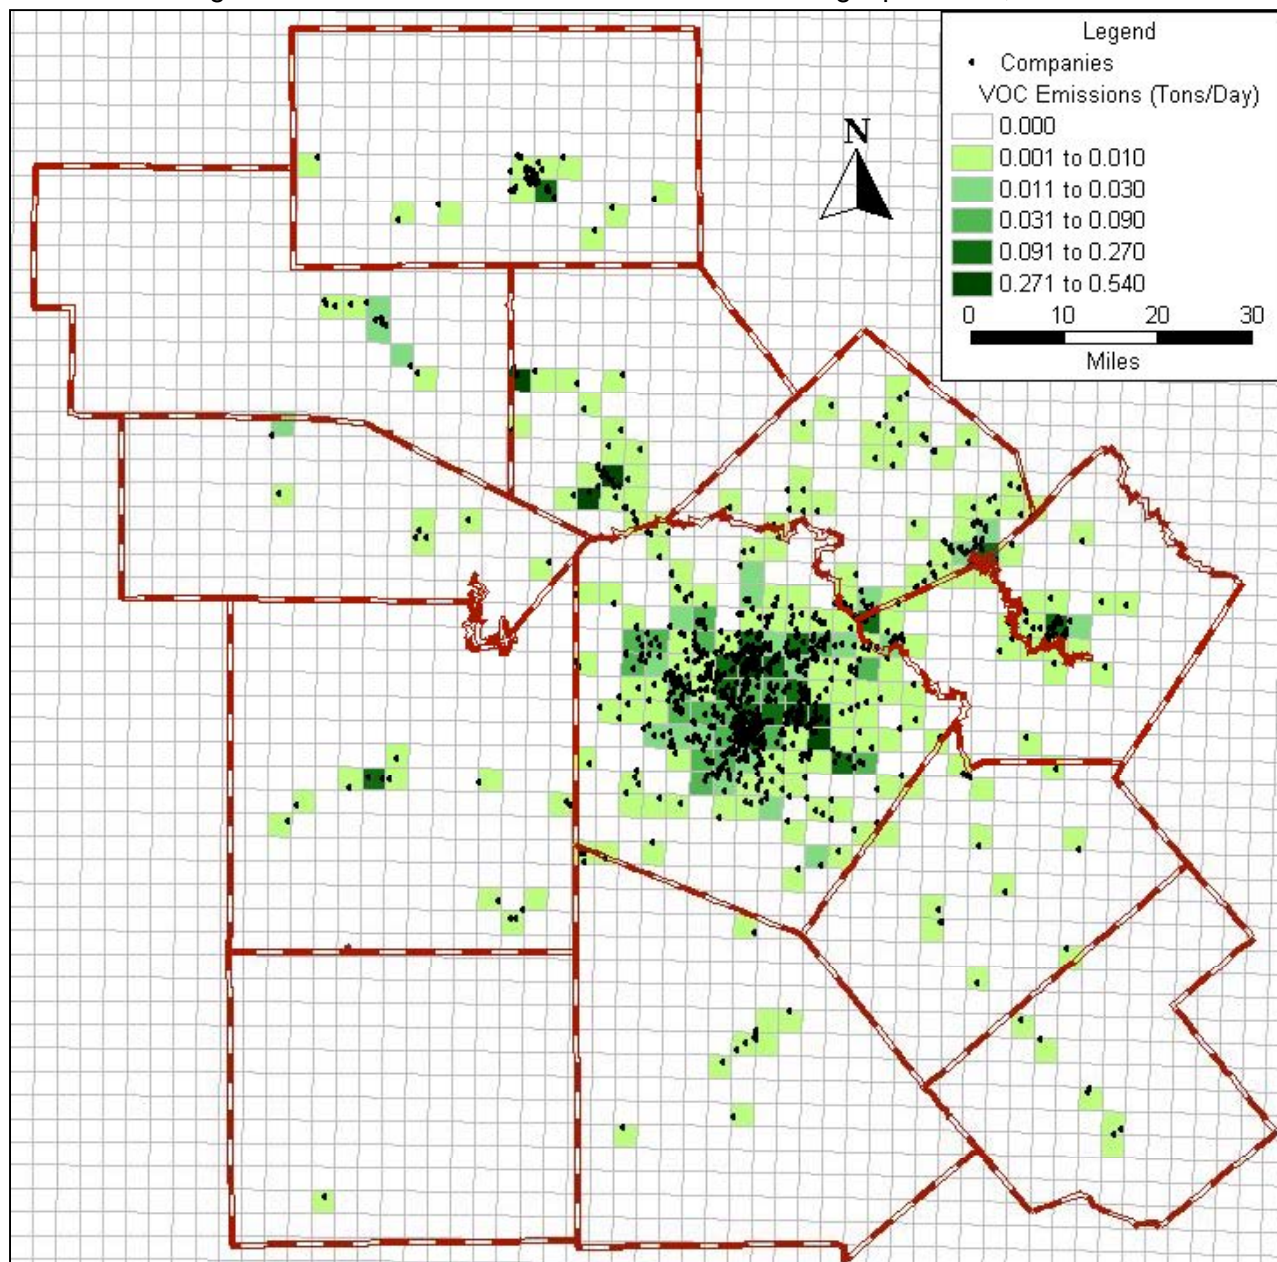 Legend
Companies
VOC Emissions (Tons/Day)
0.000
0.001 to 0.010
0.011 to 0.030
0.031 to 0.090
0.091 to 0.270
0.271 to 0.540
0 10 20 30
Miles
N